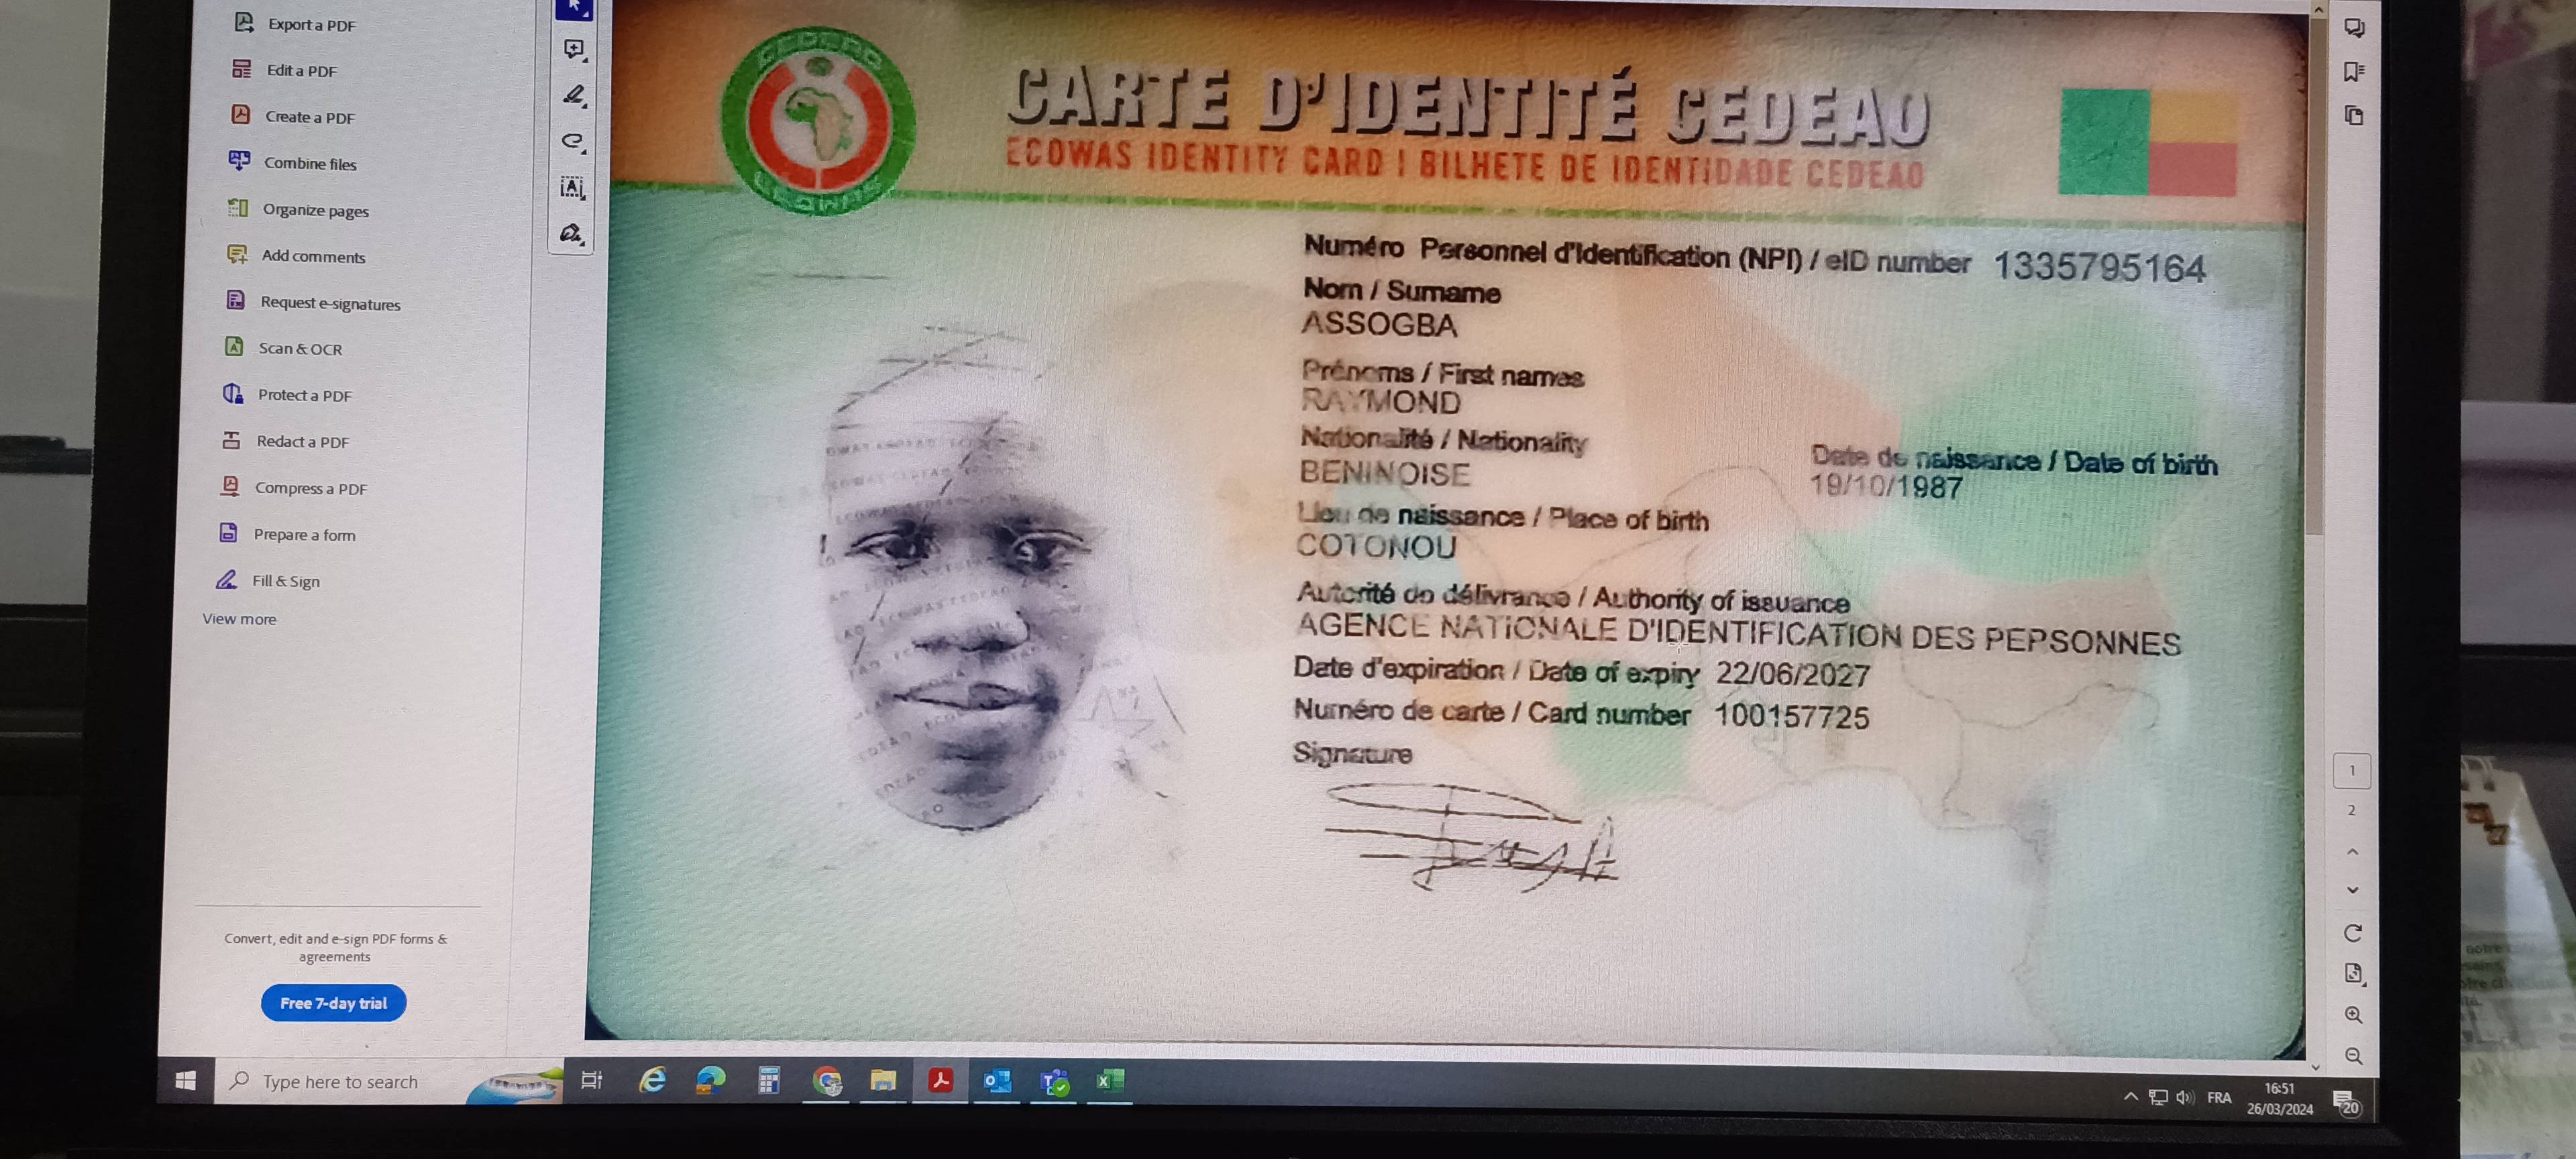 Export a PDF
Edit a PDF
Create a PDF
Combine files
Organize pages
Add comments
Request e-signatures
Scan & OCR
Protect a PDF
Redact a PDF
Compress a PDF
Prepare a form
Fill & Sign
View more
Convert, edit and e-sign PDF forms &
agreements
Free 7-day trial
CEDEAO
ECOWAS
CARTE D'IDENTITÉ CEDEAO
ECOWAS IDENTITY CARD | BILHETE DE IDENTIDADE CEDEAO
Numéro Personnel d'Identification (NPI) / eID number 1335795164
Nom / Surname
ASSOGBA
Prénoms / First names
RAYMOND
Nationalité / Nationality
BENINOISE
Date de naissance / Date of birth
19/10/1987
Lieu de naissance / Place of birth
COTONOU
Autorité de délivrance / Authority of issuance
AGENCE NATIONALE D'IDENTIFICATION DES PEPSONNES
Date d'expiration / Date of expiry 22/06/2027
Numéro de carte / Card number 100157725
Signature
1
2
Type here to search
FRA
16:51
26/03/2024
20